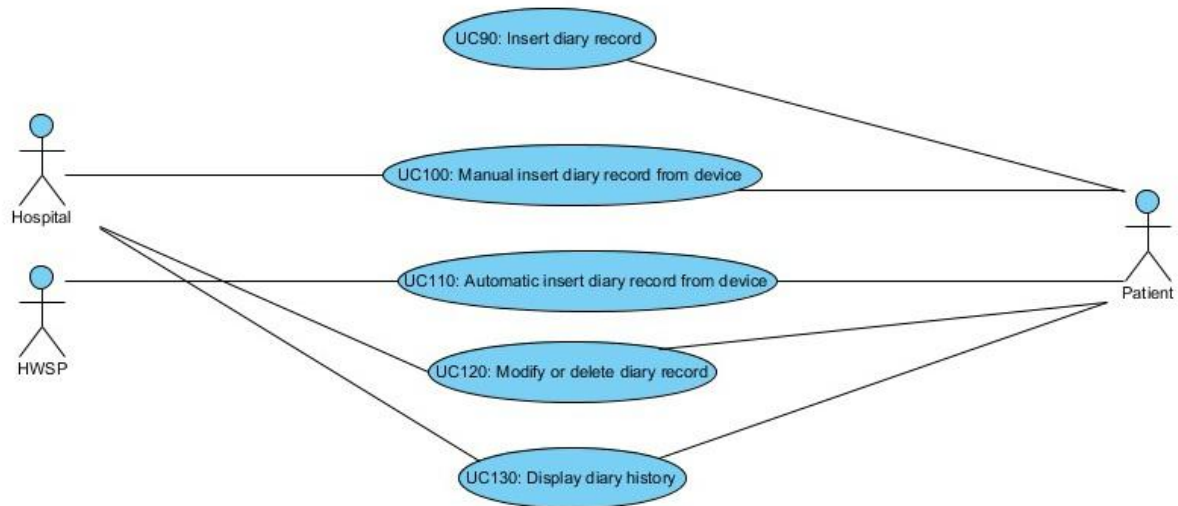 UC90: Insert diary record
UC100: Manual insert diary record from device
Hospital
UC110: Automatic insert diary record from device
Patient
HWSP
UC120: Modify or delete diary record
UC130: Display diary history